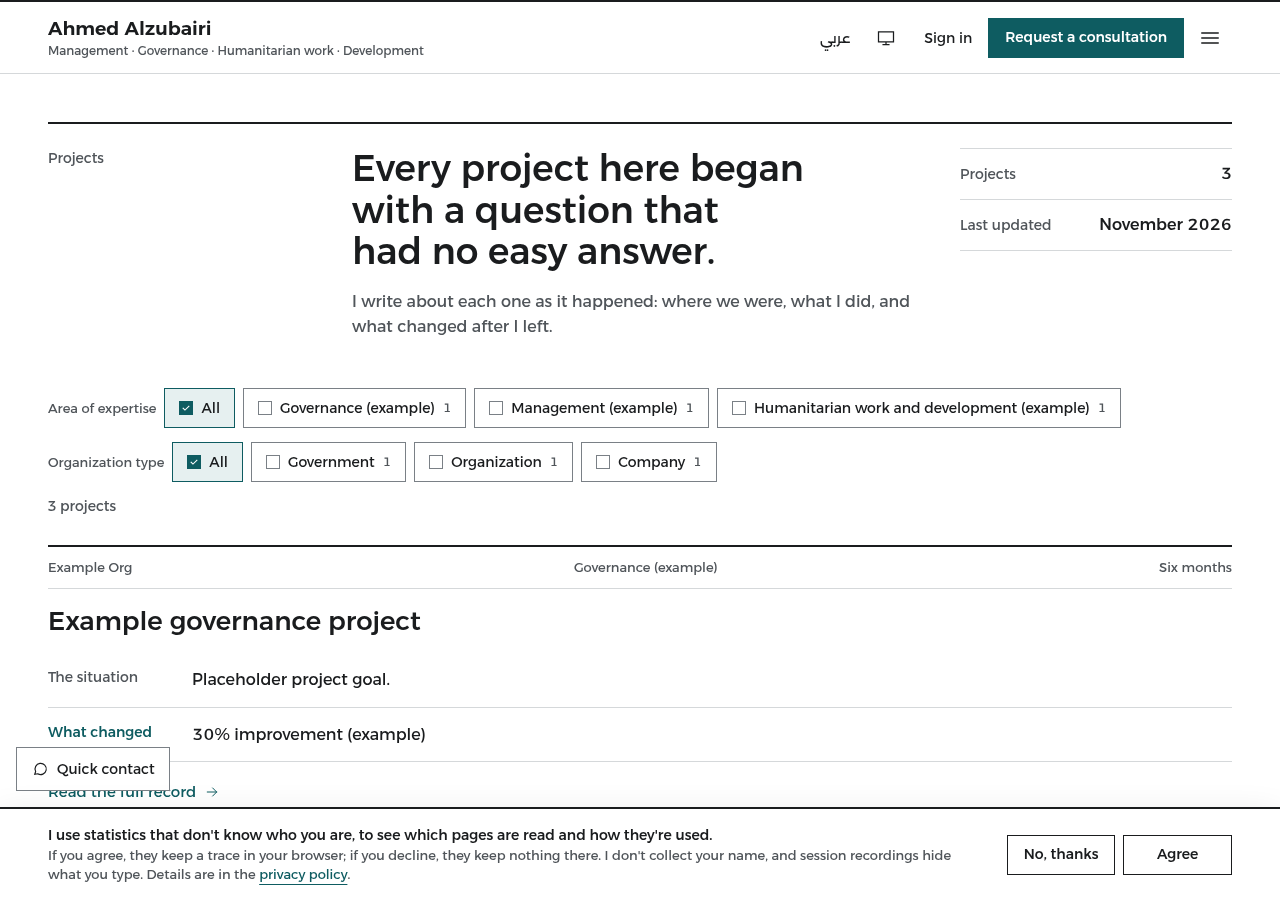 Ahmed Alzubairi
Management · Governance · Humanitarian work · Development
عربي
Sign in
Request a consultation
Projects
Every project here began
with a question that
had no easy answer.
I write about each one as it happened: where we were, what I did, and
what changed after I left.
Projects 3
Last updated November 2026
Area of expertise All Governance (example) 1 Management (example) 1 Humanitarian work and development (example) 1
Organization type All Government 1 Organization 1 Company 1
3 projects
Example Org Governance (example) Six months
Example governance project
The situation Placeholder project goal.
What changed 30% improvement (example)
Quick contact
Read the full record
I use statistics that don't know who you are, to see which pages are read and how they're used.
If you agree, they keep a trace in your browser; if you decline, they keep nothing there. I don't collect your name, and session recordings hide
what you type. Details are in the privacy policy.
No, thanks
Agree